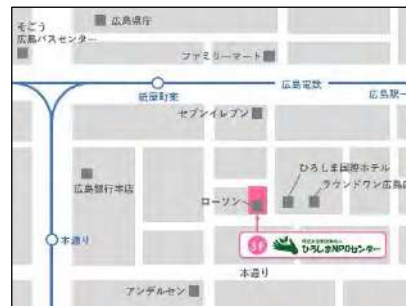 広島県庁
そごう
広島バスセンター
ファミリーマート
紙屋町東
広島電鉄
広島駅→
セブンイレブン
広島銀行本店
ひろしま国際ホテル
ラウンドワン広島店
ローソン
5F
ひろしまNPOセンター
本通り
本通り
アンデルセン